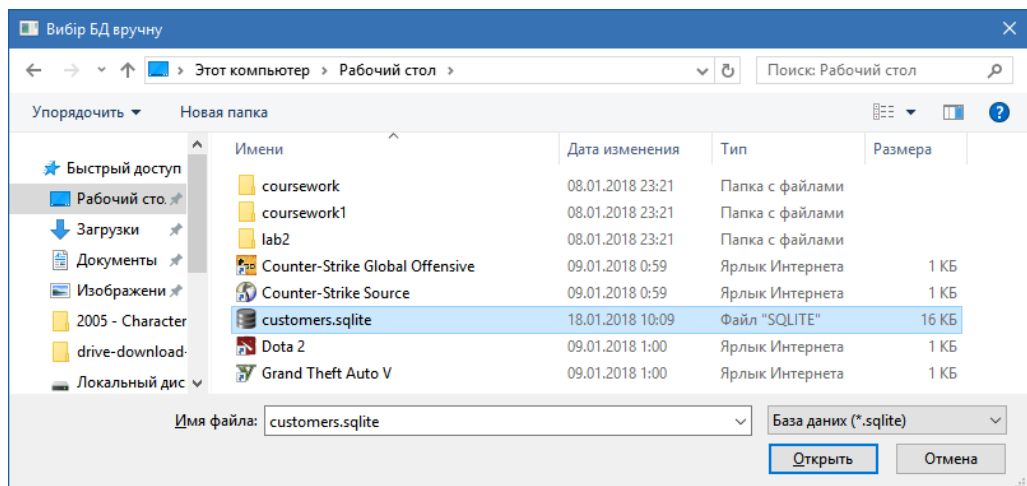 Вибір БД вручну
Этот компьютер › Рабочий стол ›
Поиск: Рабочий стол
Упорядочить
Новая папка
Имени Дата изменения Тип Размера
Быстрый доступ
Рабочий сто.
Загрузки
Документы
Изображени
2005 - Character
drive-download-
Локальный дис
coursework 08.01.2018 23:21 Папка с файлами
coursework1 08.01.2018 23:21 Папка с файлами
lab2 08.01.2018 23:21 Папка с файлами
Counter-Strike Global Offensive 09.01.2018 0:59 Ярлык Интернета 1 КБ
Counter-Strike Source 09.01.2018 0:59 Ярлык Интернета 1 КБ
customers.sqlite 18.01.2018 10:09 Файл "SQLITE" 16 КБ
Dota 2 09.01.2018 1:00 Ярлык Интернета 1 КБ
Grand Theft Auto V 09.01.2018 1:00 Ярлык Интернета 1 КБ
Имя файла: customers.sqlite База даних (*.sqlite)
Открыть Отмена